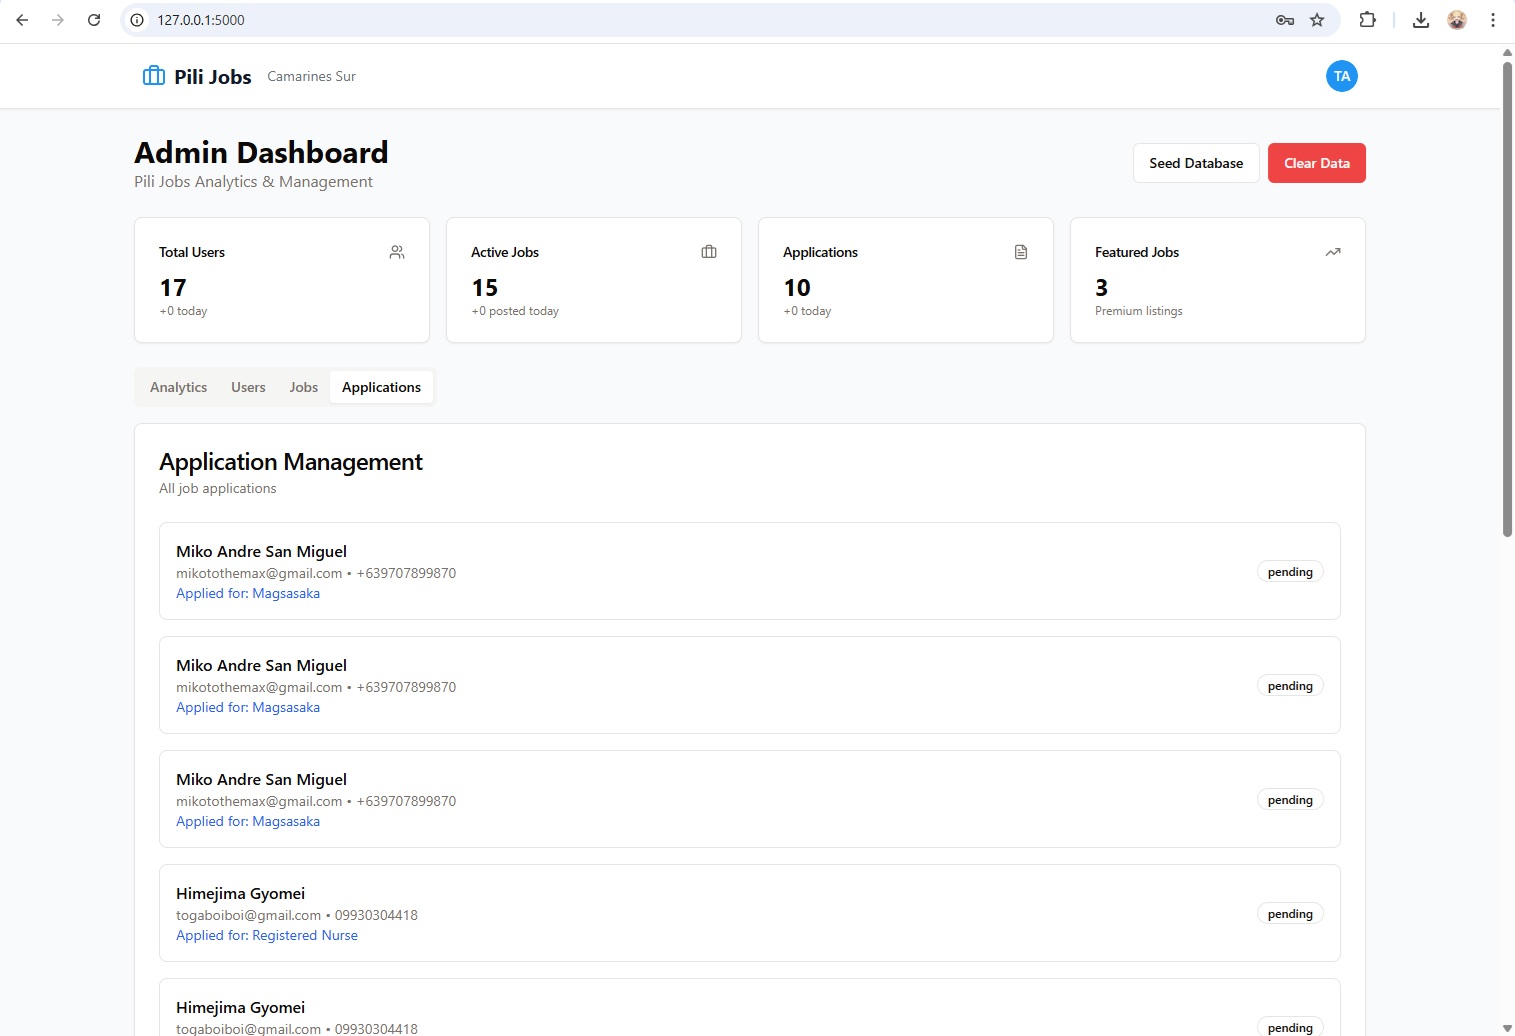 127.0.0.1:5000
Pili Jobs Camarines Sur
TA
Admin Dashboard
Pili Jobs Analytics & Management
Seed Database
Clear Data
Total Users
17
+0 today
Active Jobs
15
+0 posted today
Applications
10
+0 today
Featured Jobs
3
Premium listings
Analytics Users Jobs Applications
Application Management
All job applications
Miko Andre San Miguel
mikotothemax@gmail.com • +639707899870
Applied for: Magsasaka
pending
Miko Andre San Miguel
mikotothemax@gmail.com • +639707899870
Applied for: Magsasaka
pending
Miko Andre San Miguel
mikotothemax@gmail.com • +639707899870
Applied for: Magsasaka
pending
Himejima Gyomei
togaboiboi@gmail.com • 09930304418
Applied for: Registered Nurse
pending
Himejima Gyomei
togaboiboi@gmail.com • 09930304418
pending